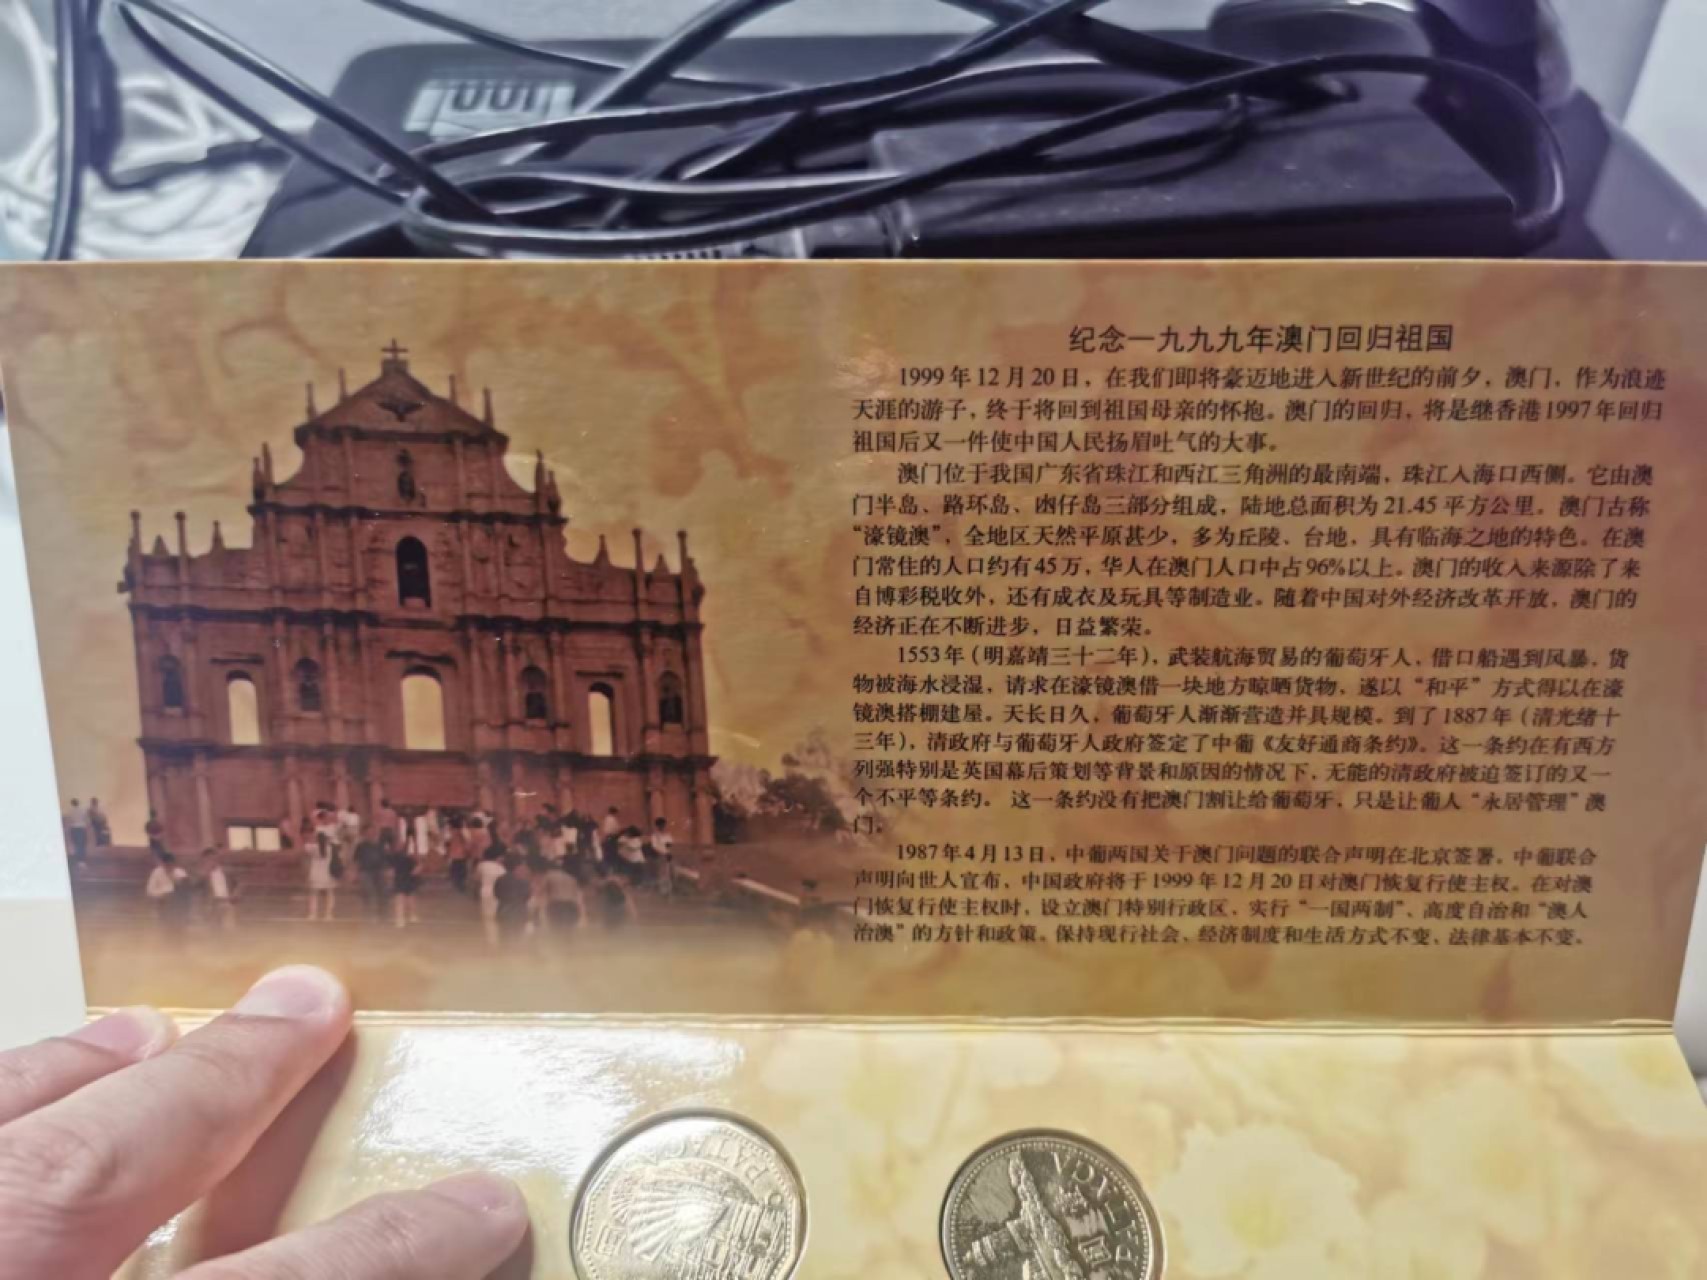 纪念一九九九年澳门回归祖国
1999年12月20日，在我们即将豪迈地进入新世纪的前夕，澳门，作为浪迹
天涯的游子，终于将回到祖国母亲的怀抱。澳门的回归，将是继香港1997年回归
祖国后又一件使中国人民扬眉吐气的大事。
澳门位于我国广东省珠江和西江三角洲的最南端，珠江入海口西侧。它由澳
门半岛、路环岛、凼仔岛三部分组成，陆地总面积为21.45平方公里。澳门古称
“濠镜澳”，全地区天然平原甚少，多为丘陵、台地，具有临海之地的特色。在澳
门常住的人口约有45万，华人在澳门人口中占96%以上。澳门的收入来源除了来
自博彩税收外，还有成衣及玩具等制造业。随着中国对外经济改革开放，澳门的
经济正在不断进步，日益繁荣。
1553年（明嘉靖三十二年），武装航海贸易的葡萄牙人，借口船遇到风暴，货
物被海水浸湿，请求在濠镜澳借一块地方晾晒货物、遂以“和平”方式得以在濠
镜澳搭棚建屋。天长日久，葡萄牙人渐渐营造并具规模。到了1887年（清光绪十
三年），清政府与葡萄牙人政府签定了中葡《友好通商条约》。这一条约在有西方
列强特别是英国幕后策划等背景和原因的情况下，无能的清政府被迫签订的又一
个不平等条约。 这一条约没有把澳门割让给葡萄牙，只是让葡人“永居管理”澳
门。
1987年4月13日，中葡两国关于澳门问题的联合声明在北京签署。中葡联合
声明向世人宣布，中国政府将于1999年12月20日对澳门恢复行使主权。在对澳
门恢复行使主权时，设立澳门特别行政区，实行“一国两制”、高度自治和“澳人
治澳”的方针和政策。保持现行社会、经济制度和生活方式不变，法律基本不变。
PATACA
圆
PATACA